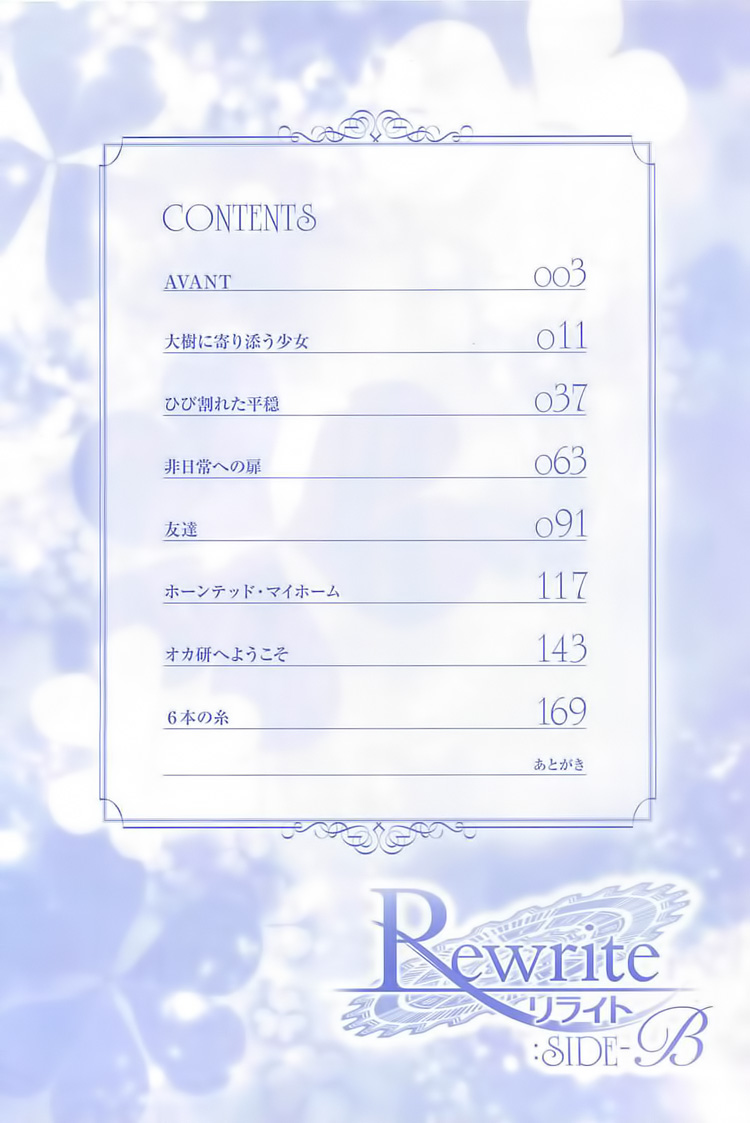 CONTENTS
AVANT 003
大樹に寄り添う少女 011
ひび割れた平穏 037
非日常への扉 063
友達 091
ホーンテッド・マイホーム 117
オカ研へようこそ 143
6本の糸 169
あとがき
Rewrite
リライト
:SIDE-B